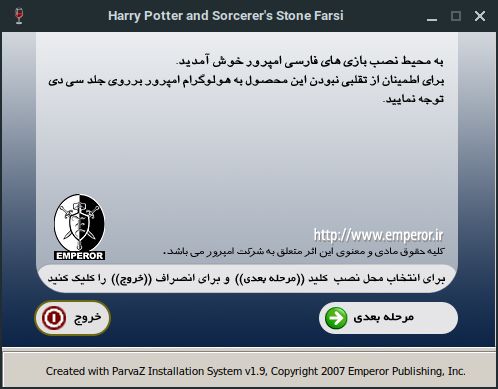 Harry Potter and Sorcerer's Stone Farsi
به محیط نصب بازی های فارسی امپرور خوش آمدید.
برای اطمینان از تقلبی نبودن این محصول به هولوگرام امپرور برروی جلد سی دی
توجه نمایید.
EMPEROR
http://www.emperor.ir
کلیه حقوق مادی و معنوی این اثر متعلق به شرکت امپرور می باشد.
برای انتخاب محل نصب کلید ((مرحله بعدی)) و برای انصراف ((خروج)) را کلیک کنید
مرحله بعدی
خروج
Created with ParvaZ Installation System v1.9, Copyright 2007 Emperor Publishing, Inc.